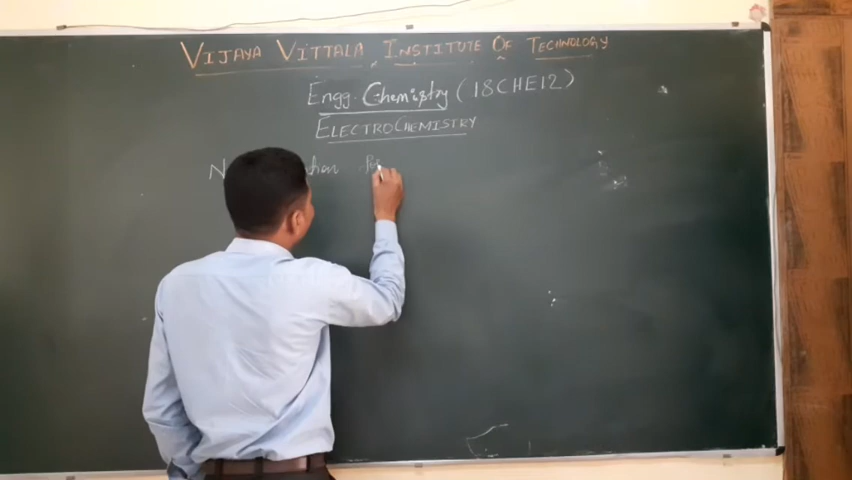 VIJAYA VITTALA INSTITUTE OF TECHNOLOGY
Engg. Chemistry (18CHE12)
ELECTROCHEMISTRY